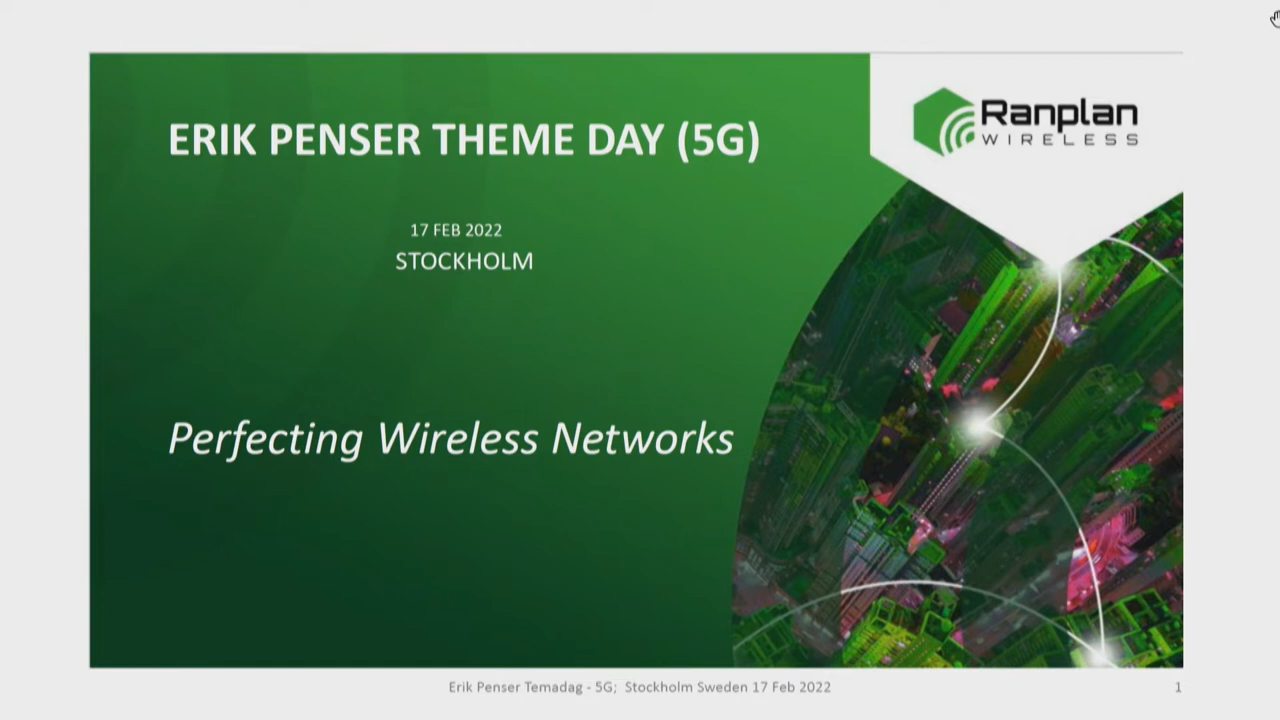 ERIK PENSER THEME DAY (5G)
Ranplan
WIRELESS
17 FEB 2022
STOCKHOLM
Perfecting Wireless Networks
Erik Penser Temadag - 5G;  Stockholm Sweden 17 Feb 2022
1